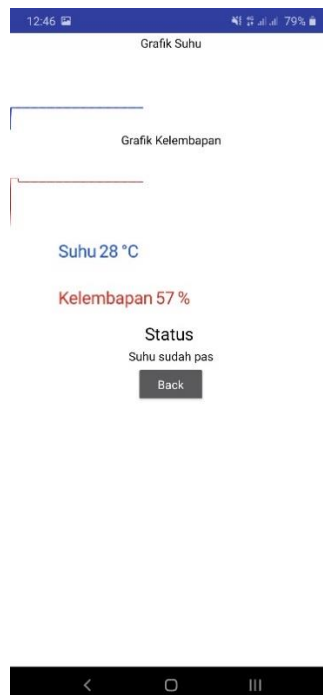 12:46 79%
Grafik Suhu
Grafik Kelembapan
Suhu 28 °C
Kelembapan 57 %
Status
Suhu sudah pas
Back